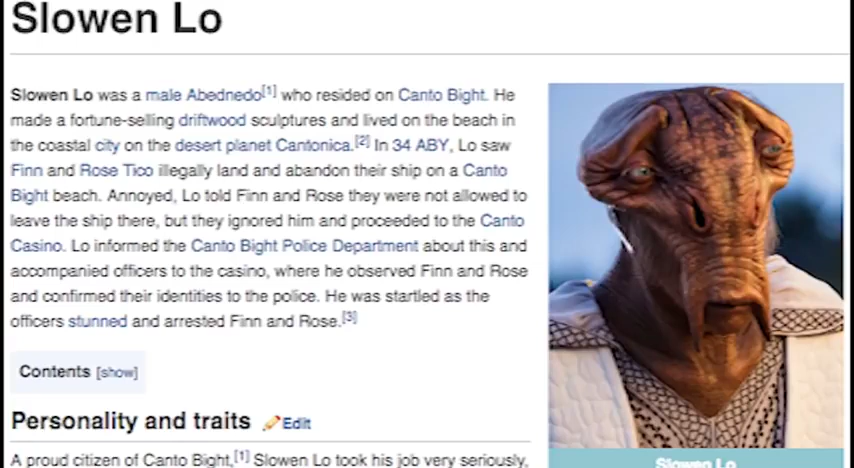 Slowen Lo
Slowen Lo was a male Abednedo[1] who resided on Canto Bight. He
made a fortune-selling driftwood sculptures and lived on the beach in
the coastal city on the desert planet Cantonica.[2] In 34 ABY, Lo saw
Finn and Rose Tico illegally land and abandon their ship on a Canto
Bight beach. Annoyed, Lo told Finn and Rose they were not allowed to
leave the ship there, but they ignored him and proceeded to the Canto
Casino. Lo informed the Canto Bight Police Department about this and
accompanied officers to the casino, where he observed Finn and Rose
and confirmed their identities to the police. He was startled as the
officers stunned and arrested Finn and Rose.[3]
Contents [show]
Personality and traits Edit
A proud citizen of Canto Bight,[1] Slowen Lo took his job very seriously,
Slowen Lo